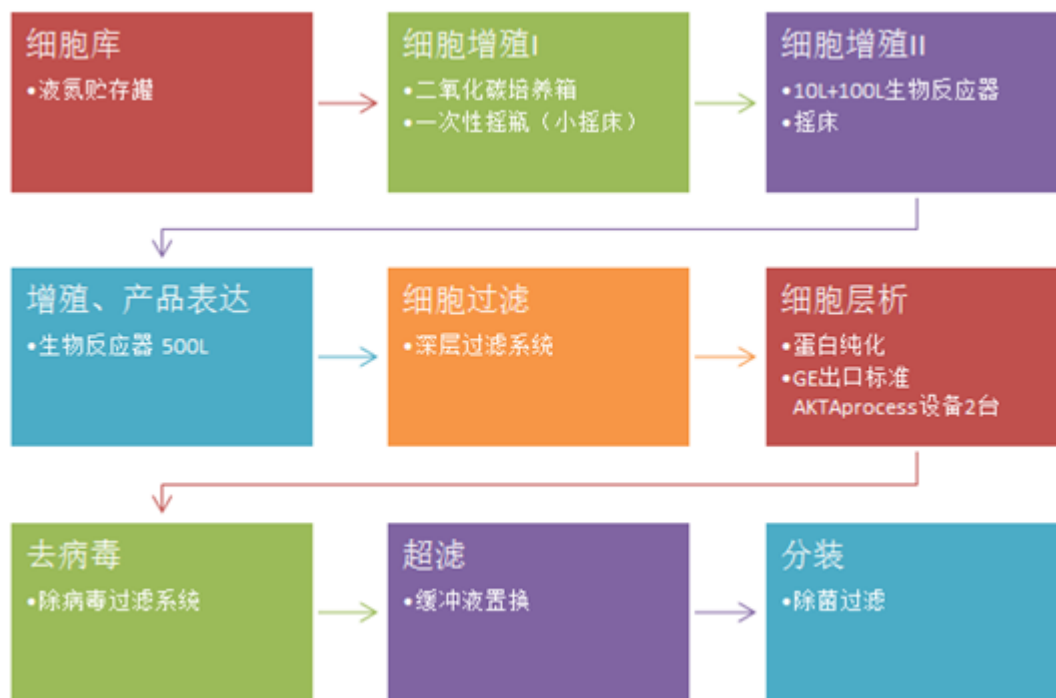 细胞库
•液氮贮存罐
细胞增殖I
•二氧化碳培养箱
•一次性摇瓶（小摇床）
细胞增殖II
•10L+100L生物反应器
•摇床
增殖、产品表达
•生物反应器 500L
细胞过滤
•深层过滤系统
细胞层析
•蛋白纯化
•GE出口标准
AKTAprocess设备2台
去病毒
•除病毒过滤系统
超滤
•缓冲液置换
分装
•除菌过滤